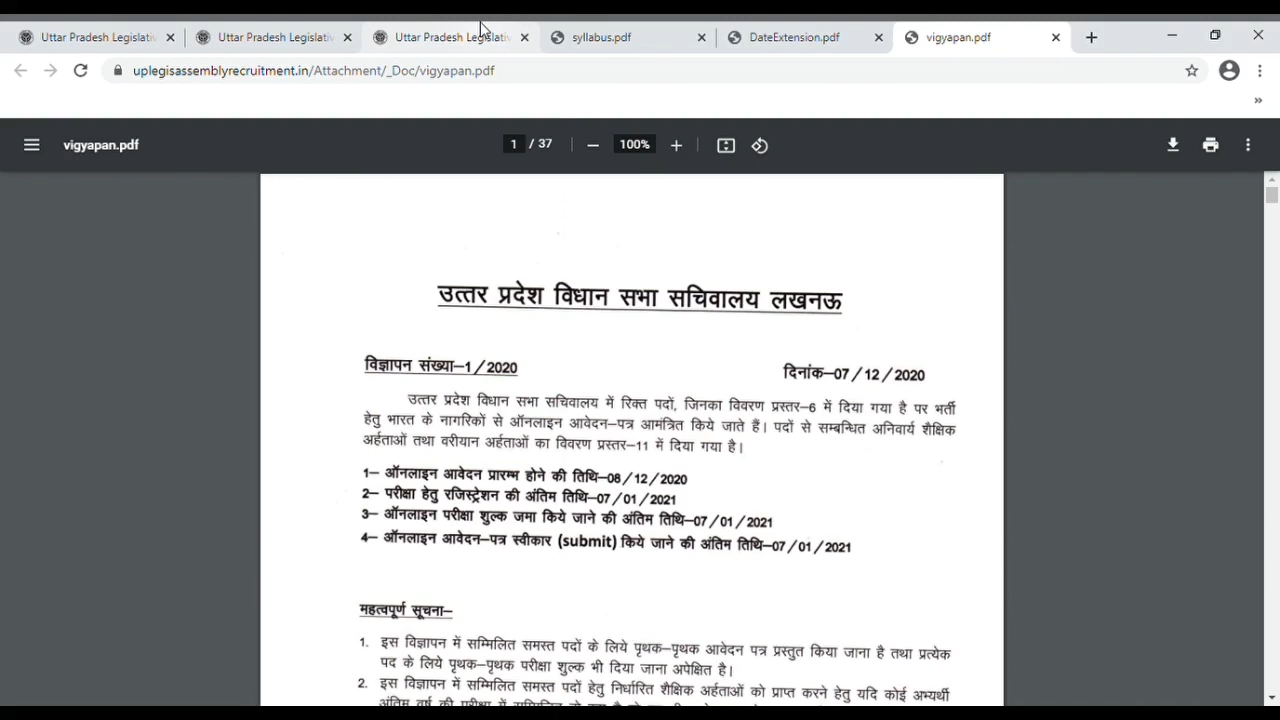 Uttar Pradesh Legislativ
Uttar Pradesh Legislativ
Uttar Pradesh Legislativ
syllabus.pdf
DateExtension.pdf
vigyapan.pdf
uplegisassemblyrecruitment.in/Attachment/_Doc/vigyapan.pdf
vigyapan.pdf
1 / 37
100%
उत्तर प्रदेश विधान सभा सचिवालय लखनऊ
विज्ञापन संख्या–1/2020
दिनांक–07/12/2020
उत्तर प्रदेश विधान सभा सचिवालय में रिक्त पदों, जिनका विवरण प्रस्तर–6 में दिया गया है पर भर्ती
हेतु भारत के नागरिकों से ऑनलाइन आवेदन–पत्र आमंत्रित किये जाते हैं। पदों से सम्बन्धित अनिवार्य शैक्षिक
अर्हताओं तथा वरीयान अर्हताओं का विवरण प्रस्तर–11 में दिया गया है।
1– ऑनलाइन आवेदन प्रारम्भ होने की तिथि–08/12/2020
2– परीक्षा हेतु रजिस्ट्रेशन की अंतिम तिथि–07/01/2021
3– ऑनलाइन परीक्षा शुल्क जमा किये जाने की अंतिम तिथि–07/01/2021
4– ऑनलाइन आवेदन–पत्र स्वीकार (submit) किये जाने की अंतिम तिथि–07/01/2021
महत्वपूर्ण सूचना–
1. इस विज्ञापन में सम्मिलित समस्त पदों के लिये पृथक–पृथक आवेदन पत्र प्रस्तुत किया जाना है तथा प्रत्येक
पद के लिये पृथक–पृथक परीक्षा शुल्क भी दिया जाना अपेक्षित है।
2. इस विज्ञापन में सम्मिलित समस्त पदों हेतु निर्धारित शैक्षिक अर्हताओं को प्राप्त करने हेतु यदि कोई अभ्यर्थी
अंतिम वर्ष की परीक्षा में सम्मिलित